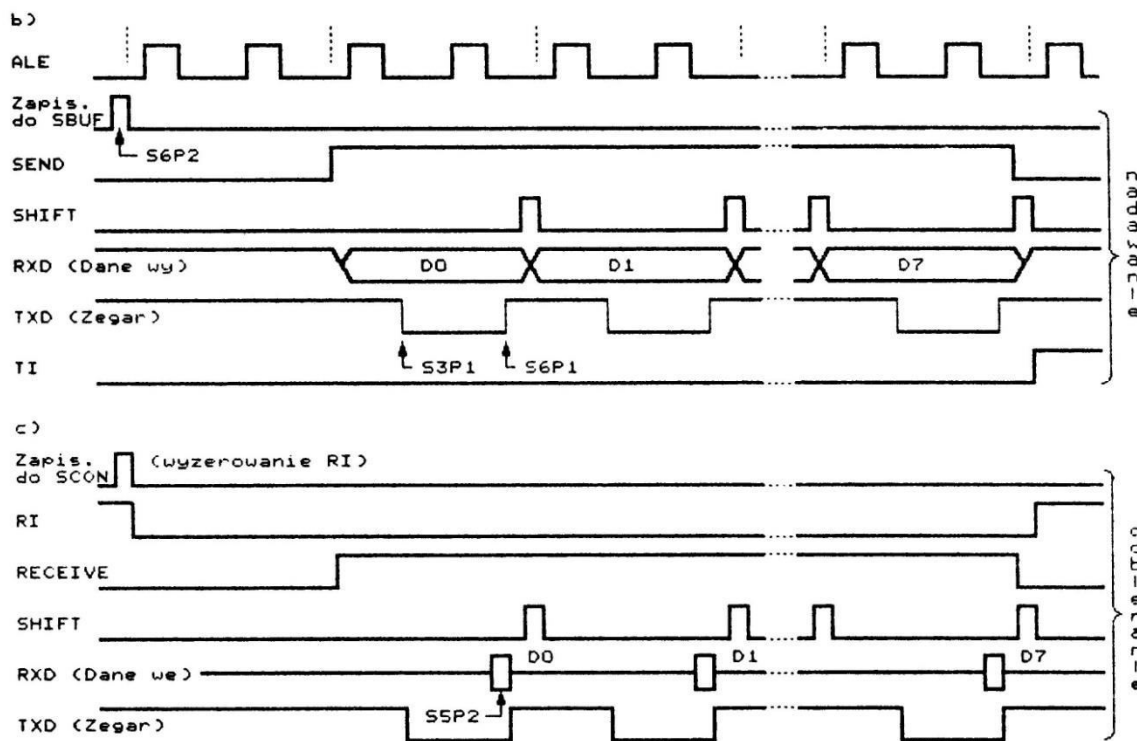 b)
ALE
Zapis.
do SBUF
S6P2
SEND
SHIFT
RXD (Dane wy)
D0
D1
D7
TXD (Zegar)
S3P1
S6P1
TI
nadawanie
c)
Zapis.
do SCON
(wyzerowanie RI)
RI
RECEIVE
SHIFT
RXD (Dane we)
D0
D1
D7
S5P2
TXD (Zegar)
odbieranie